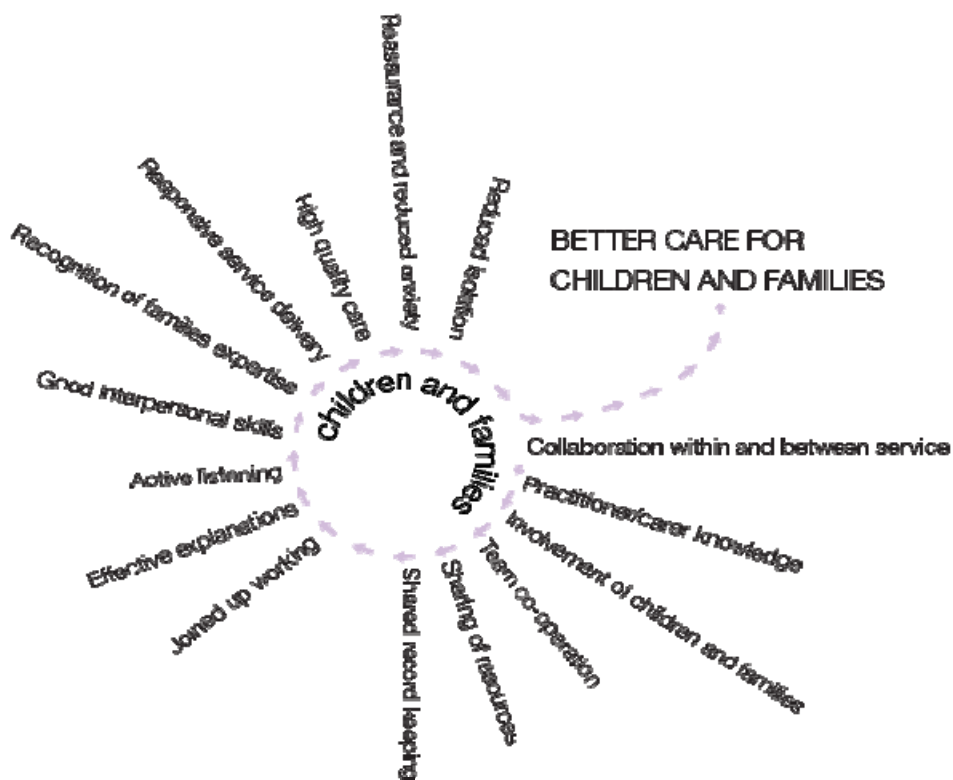 BETTER CARE FOR
CHILDREN AND FAMILIES
children and families
Collaboration within and between service
Practitioner/carer knowledge
Involvement of children and families
Team co-operation
Sharing of resources
Shared record keeping
Joined up working
Effective explanations
Active listening
Good interpersonal skills
Recognition of families expertise
Responsive service delivery
High quality care
Reassurance and reduced anxiety
Reduced isolation